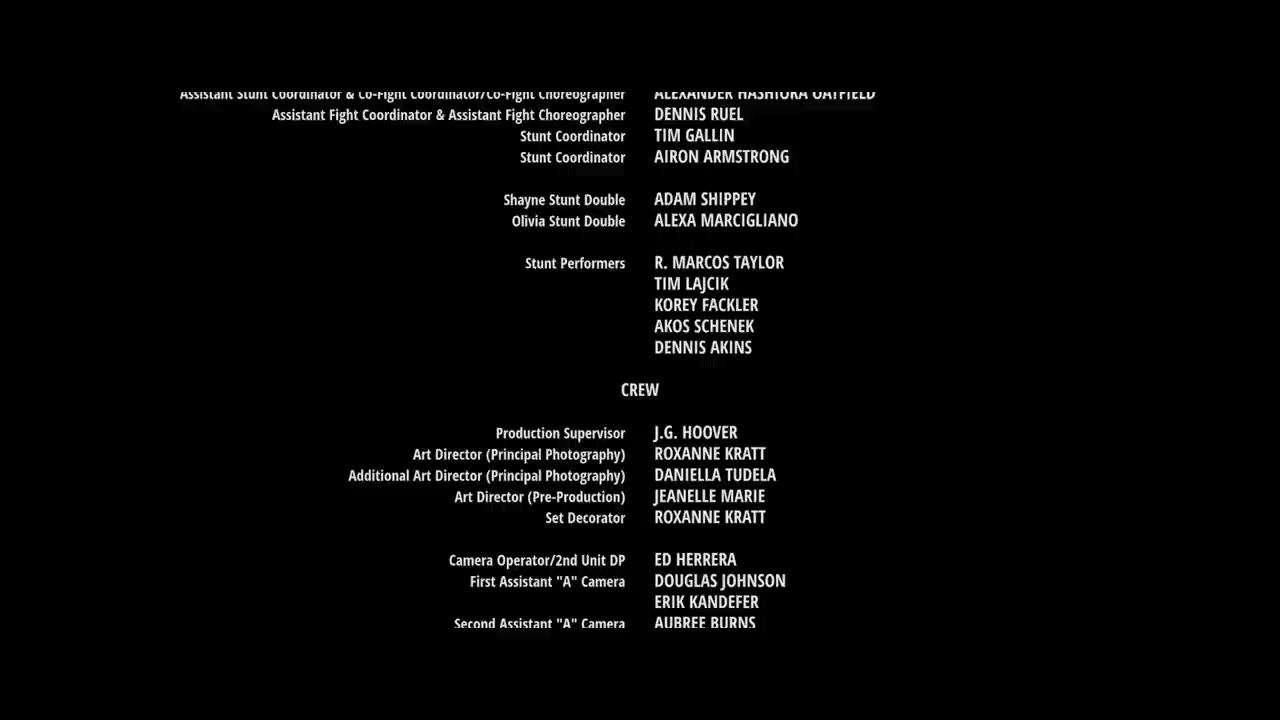 Assistant Stunt Coordinator & Co-Fight Coordinator/Co-Fight Choreographer ALEXANDER HASHIOKA OATFIELD
Assistant Fight Coordinator & Assistant Fight Choreographer DENNIS RUEL
Stunt Coordinator TIM GALLIN
Stunt Coordinator AIRON ARMSTRONG
Shayne Stunt Double ADAM SHIPPEY
Olivia Stunt Double ALEXA MARCIGLIANO
Stunt Performers R. MARCOS TAYLOR
TIM LAJCIK
KOREY FACKLER
AKOS SCHENEK
DENNIS AKINS
CREW
Production Supervisor J.G. HOOVER
Art Director (Principal Photography) ROXANNE KRATT
Additional Art Director (Principal Photography) DANIELLA TUDELA
Art Director (Pre-Production) JEANELLE MARIE
Set Decorator ROXANNE KRATT
Camera Operator/2nd Unit DP ED HERRERA
First Assistant "A" Camera DOUGLAS JOHNSON
ERIK KANDEFER
Second Assistant "A" Camera AUBREE BURNS